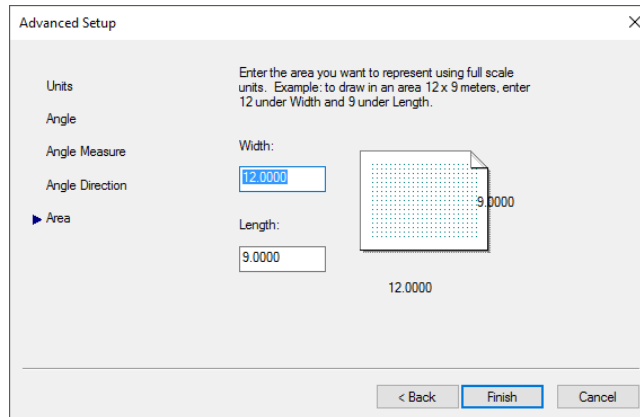 Advanced Setup
Units
Angle
Angle Measure
Angle Direction
Area
Enter the area you want to represent using full scale
units. Example: to draw in an area 12 x 9 meters, enter
12 under Width and 9 under Length.
Width:
12.0000
Length:
9.0000
9.0000
12.0000
< Back
Finish
Cancel